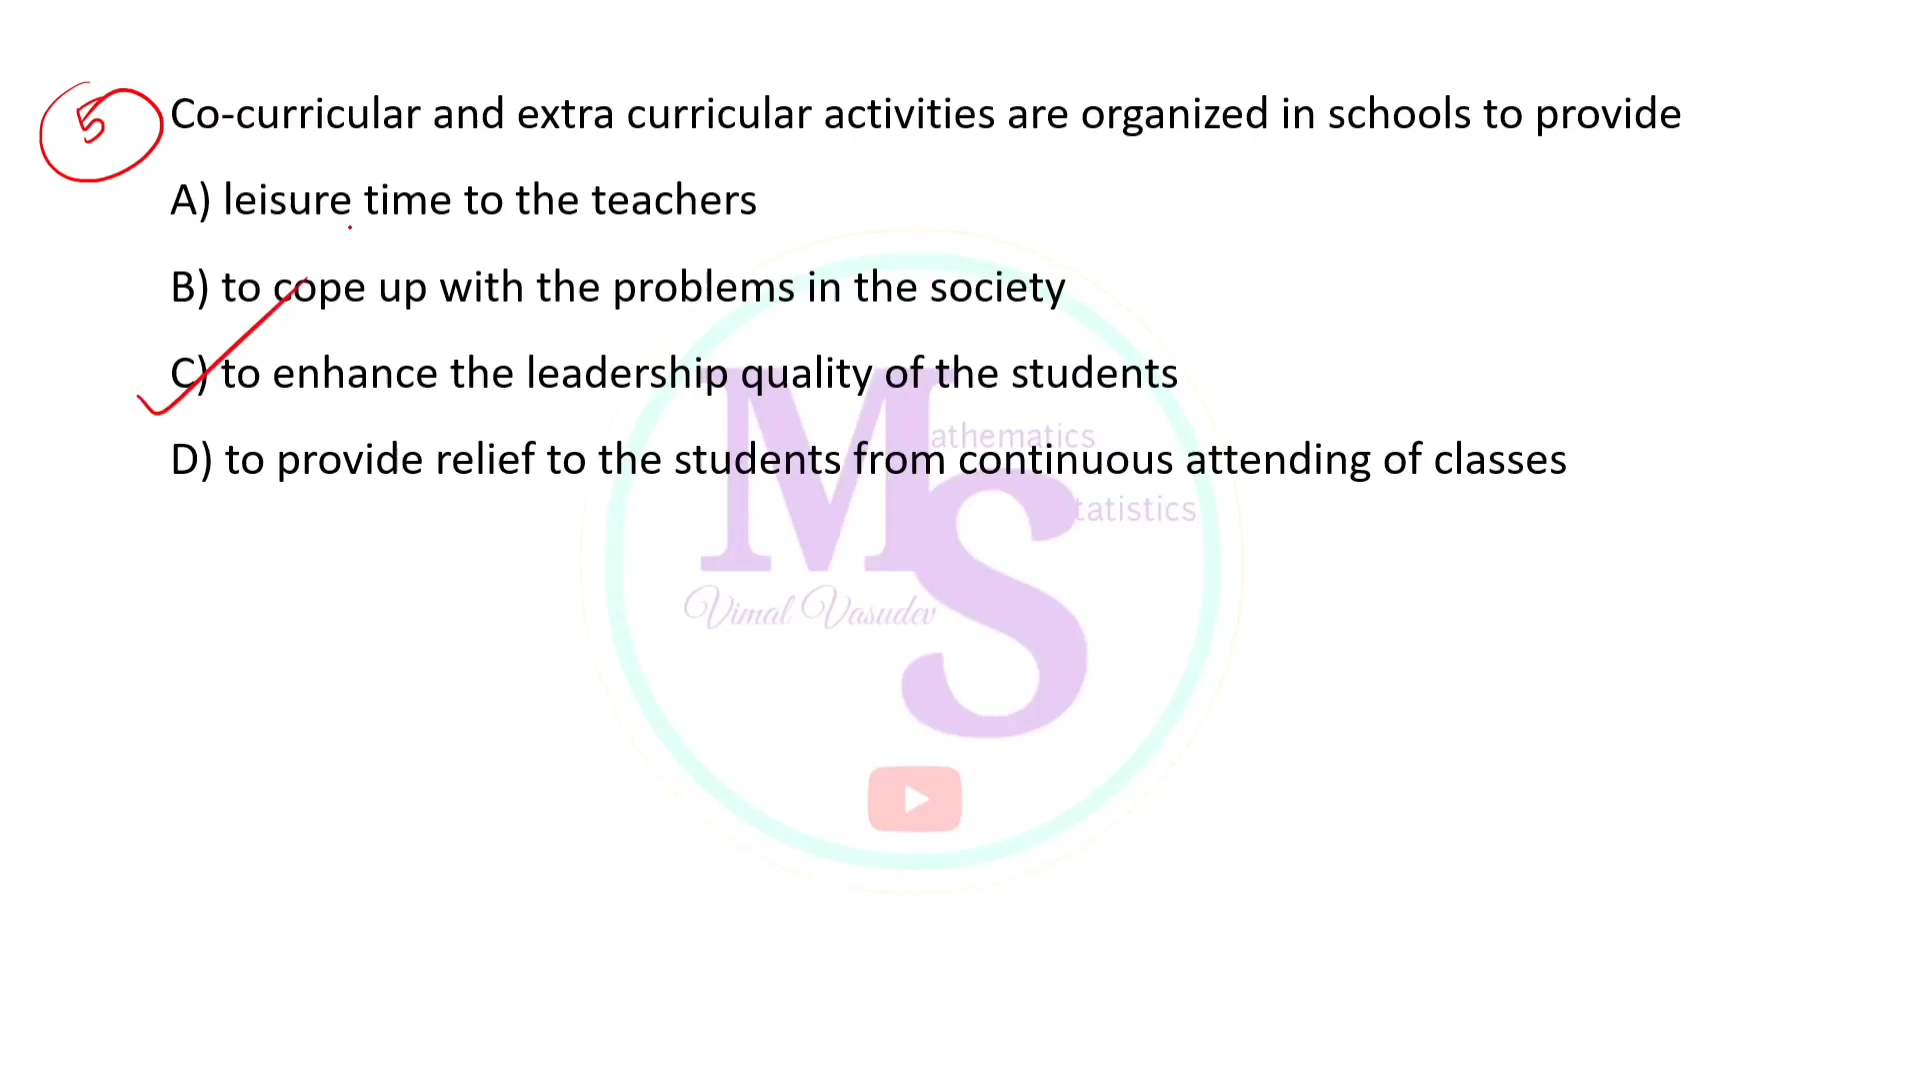 5
Co-curricular and extra curricular activities are organized in schools to provide
A) leisure time to the teachers
B) to cope up with the problems in the society
C) to enhance the leadership quality of the students
D) to provide relief to the students from continuous attending of classes
Mathematics
Statistics
Vimal Vasudev